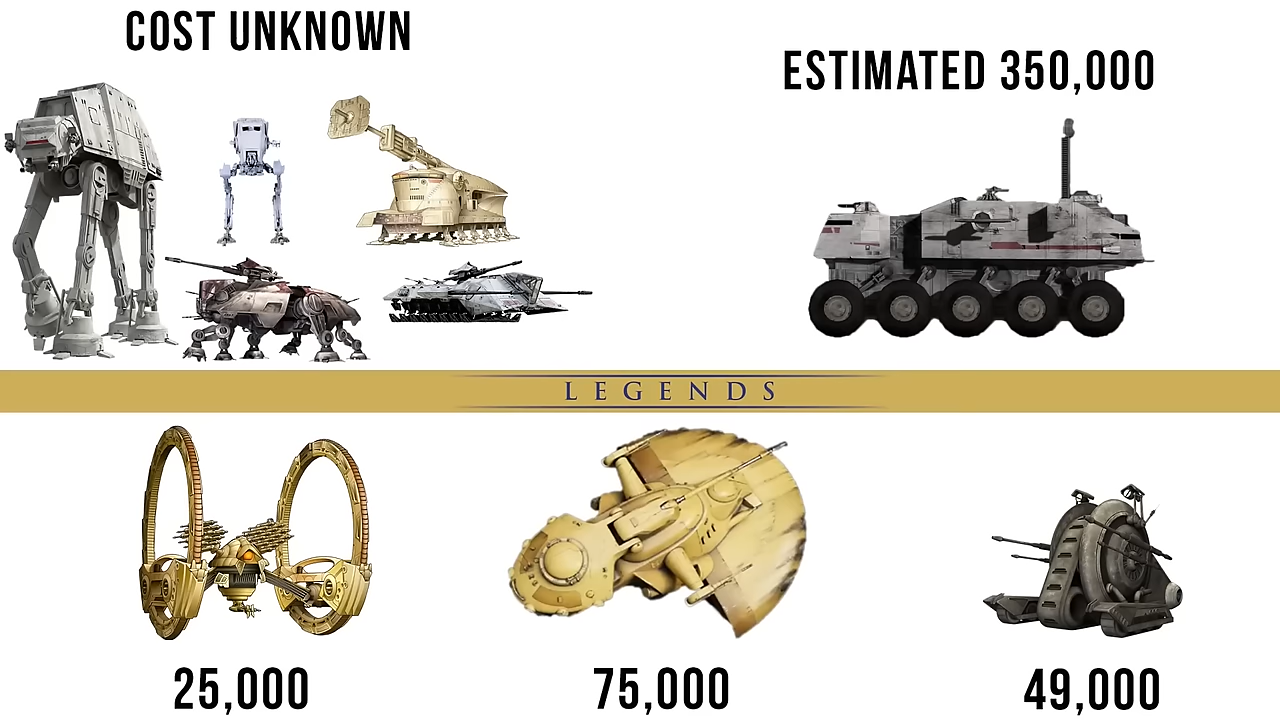 COST UNKNOWN
ESTIMATED 350,000
LEGENDS
25,000
75,000
49,000